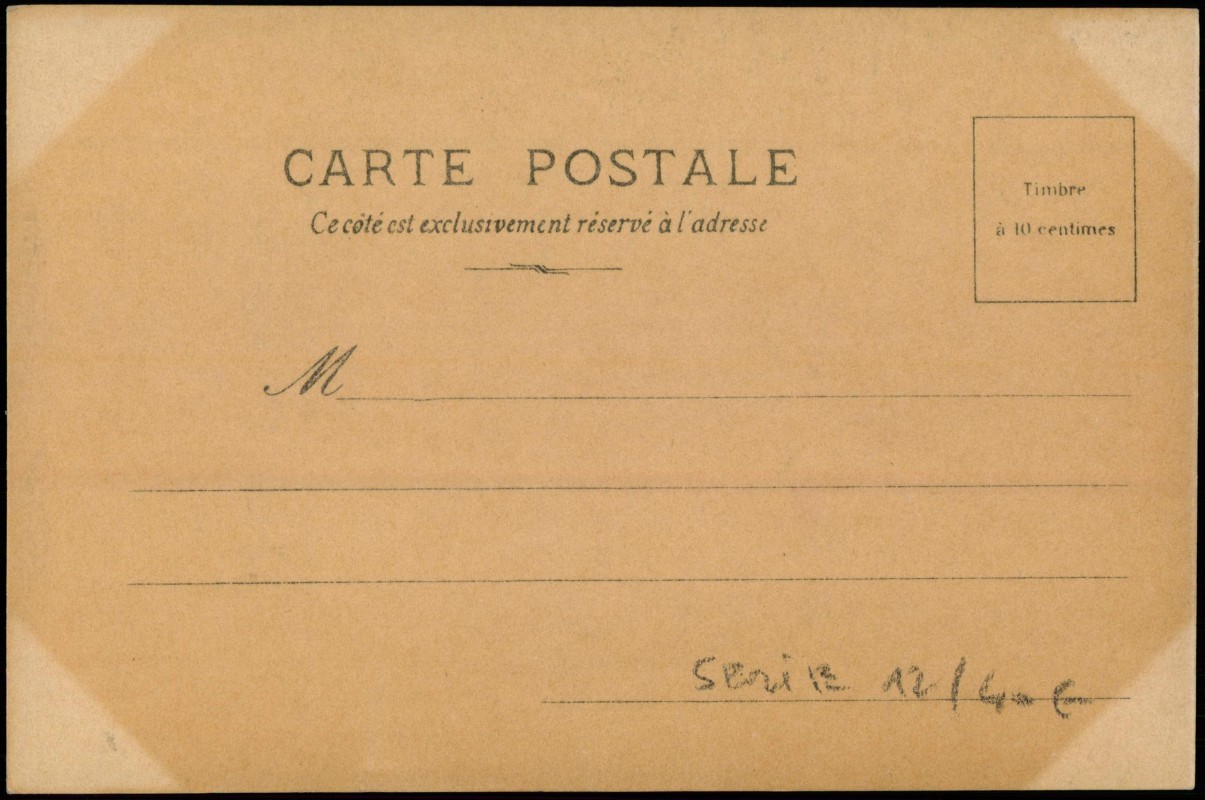 CARTE POSTALE
Ce côté est exclusivement réservé à l'adresse
Timbre
à 10 centimes
M
SERIE 12/40€